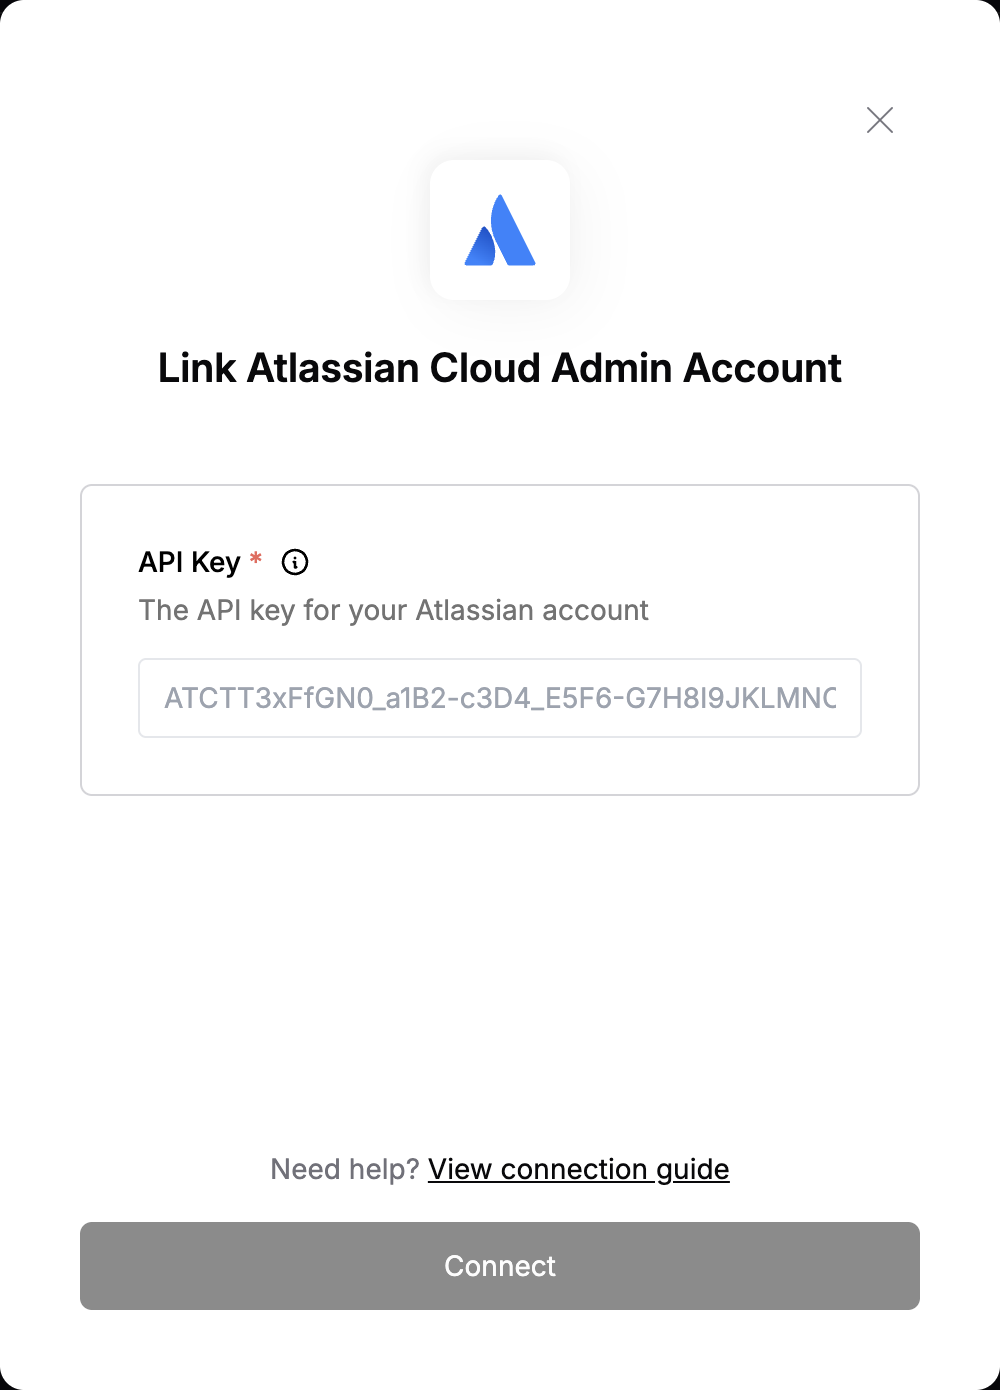 Link Atlassian Cloud Admin Account
API Key *
The API key for your Atlassian account
ATCTT3xFfGN0_a1B2-c3D4_E5F6-G7H8I9JKLMN
Need help? View connection guide
Connect